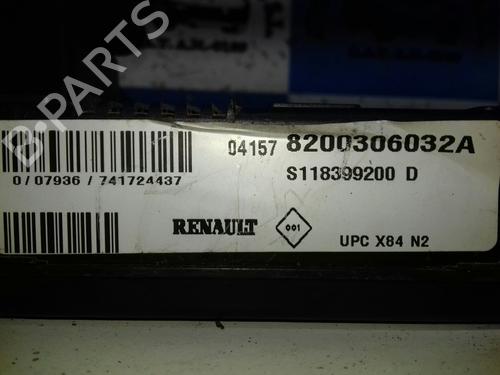 B-PARTS
04157 8200306032A
S118399200 D
0/07936/741724437
RENAULT
001
UPC X84 N2